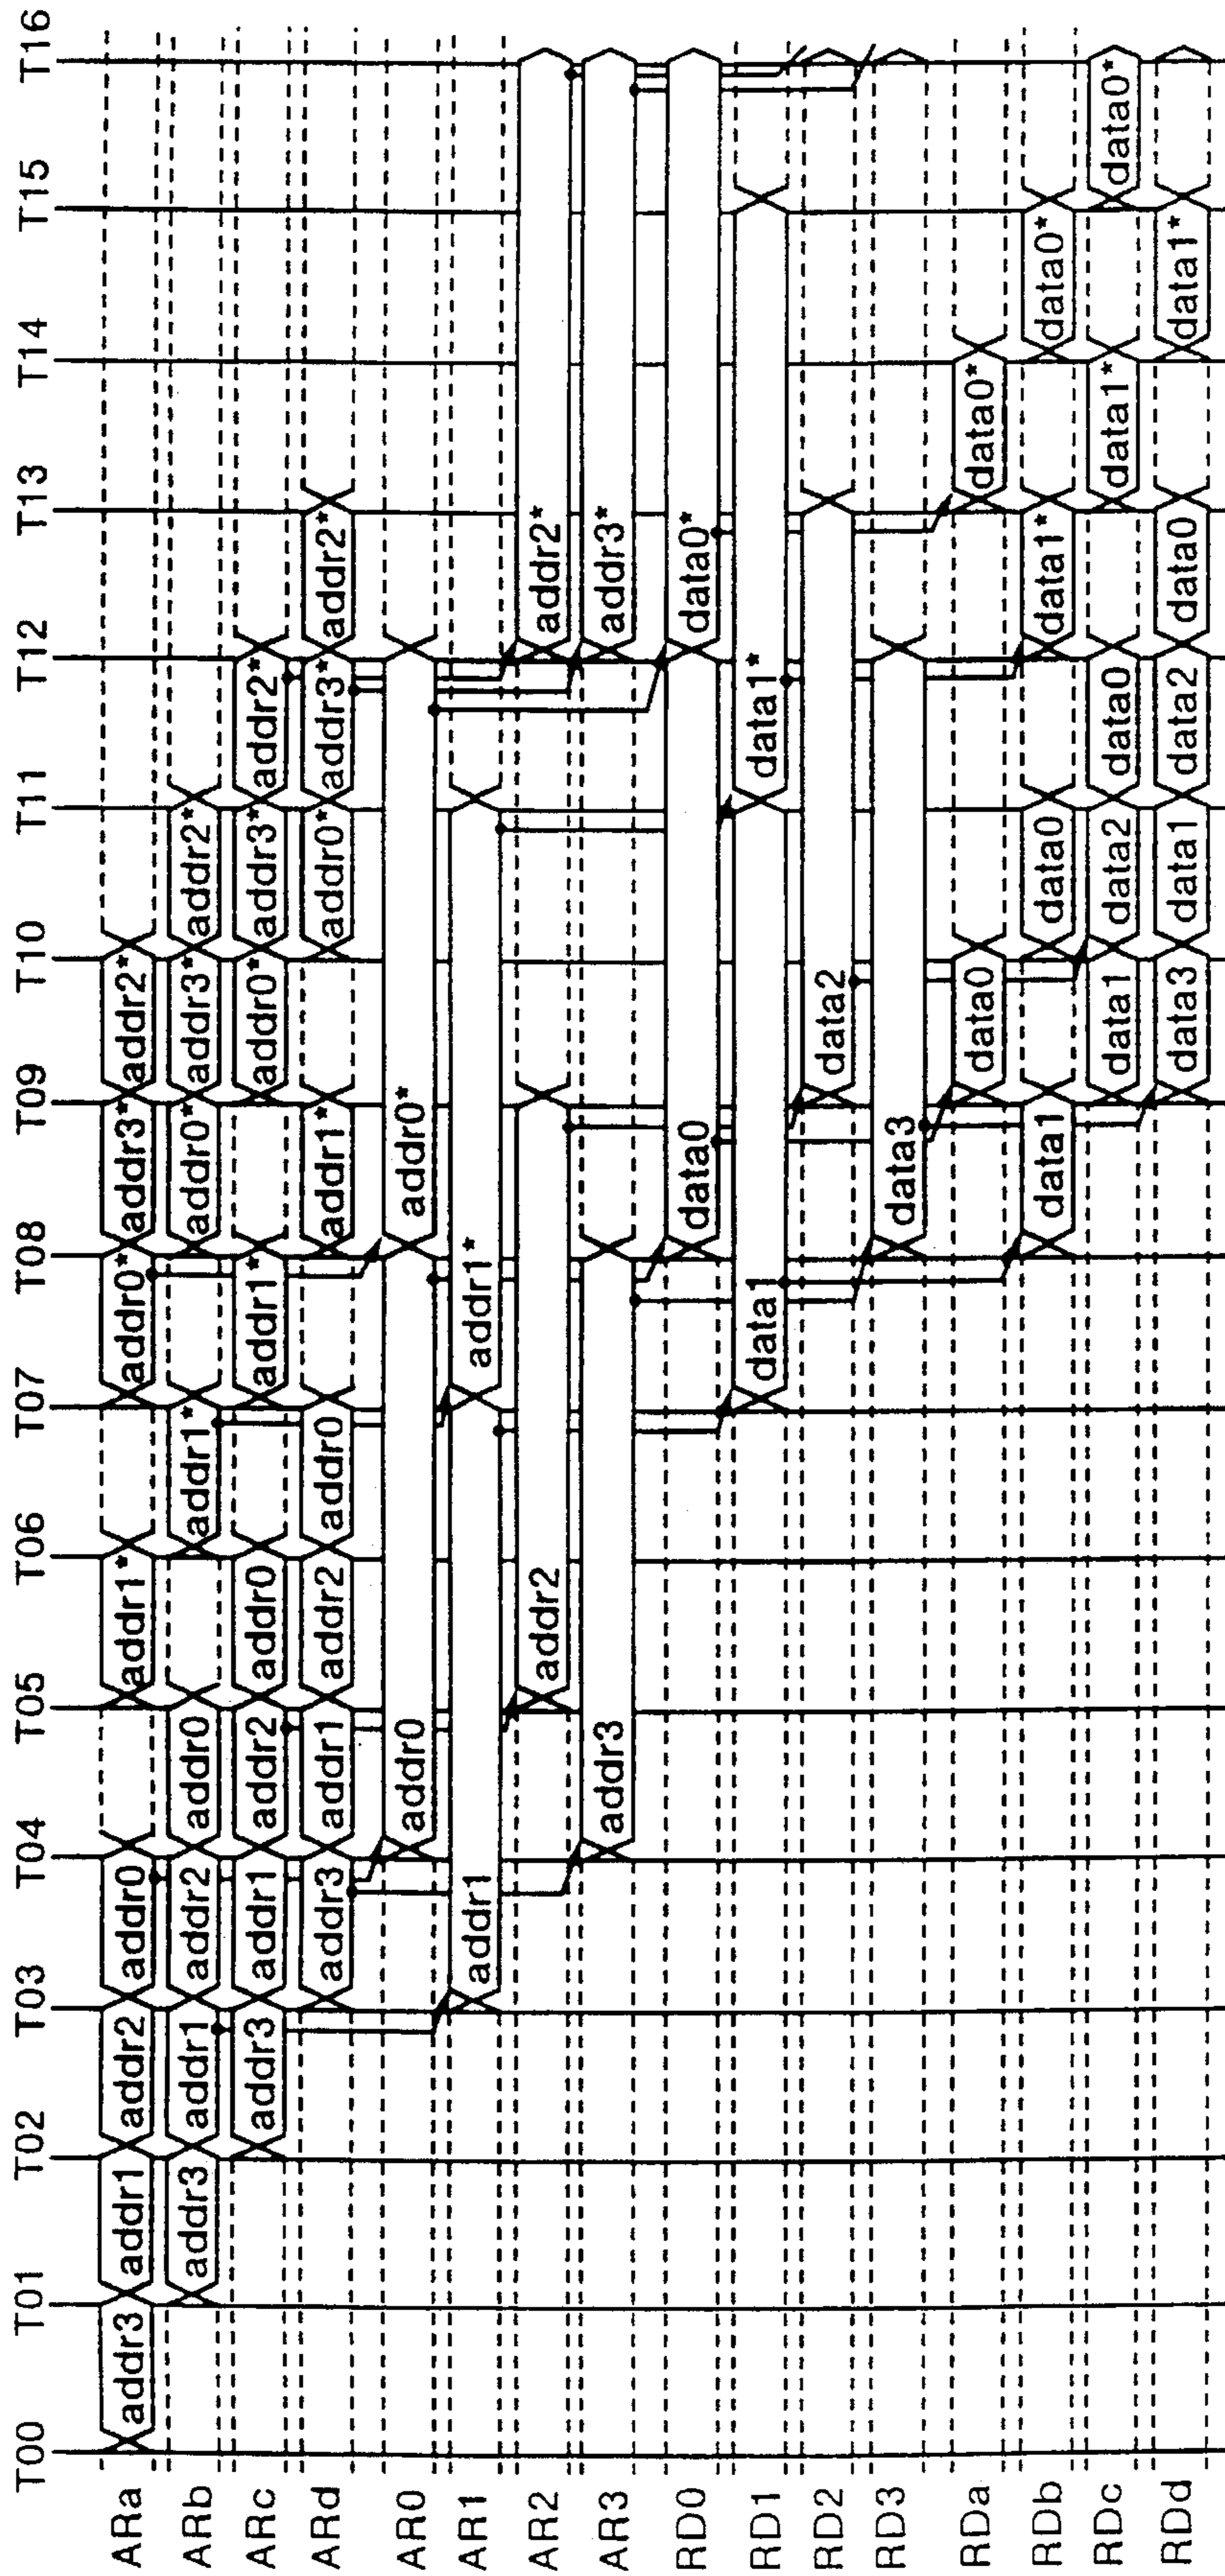 T00 T01 T02 T03 T04 T05 T06 T07 T08 T09 T10 T11 T12 T13 T14 T15 T16
ARa addr3 addr1 addr2 addr0 addr1* addr0* addr3* addr2*
ARb addr3 addr1 addr2 addr0 addr1* addr0* addr3* addr2*
ARc addr3 addr1 addr2 addr0 addr1* addr0* addr3* addr2*
ARd addr3 addr1 addr2 addr0 addr1* addr0* addr3* addr2*
AR0 addr0 addr0*
AR1 addr1 addr1*
AR2 addr2 addr2*
AR3 addr3 addr3*
RD0 data0 data0*
RD1 data1 data1*
RD2 data2
RD3 data3
RDa data0 data0*
RDb data1 data0 data1* data0*
RDc data1 data2 data0 data1* data0*
RDd data3 data1 data2 data0 data1*